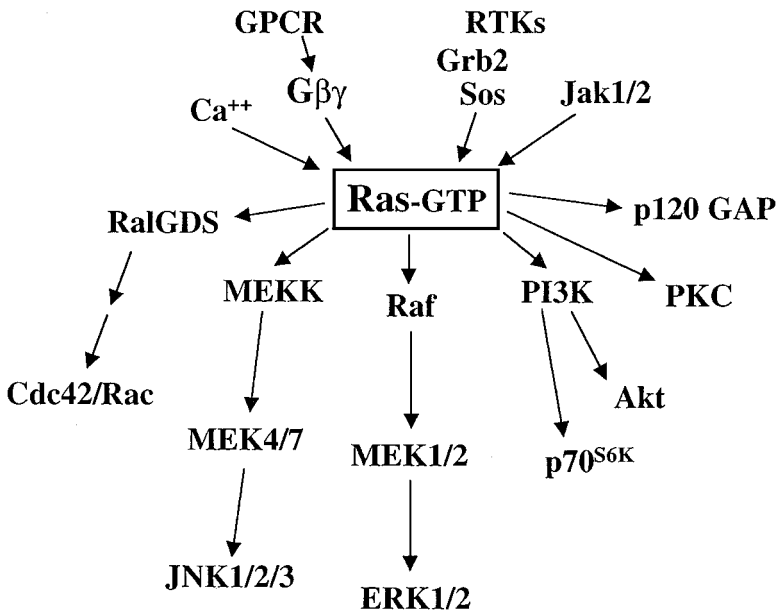 GPCR
RTKs
Grb2
Gβγ
Sos
Jak1/2
Ca++
Ras-GTP
p120 GAP
RalGDS
MEKK
Raf
PI3K
PKC
Cdc42/Rac
Akt
MEK4/7
MEK1/2
p70S6K
JNK1/2/3
ERK1/2